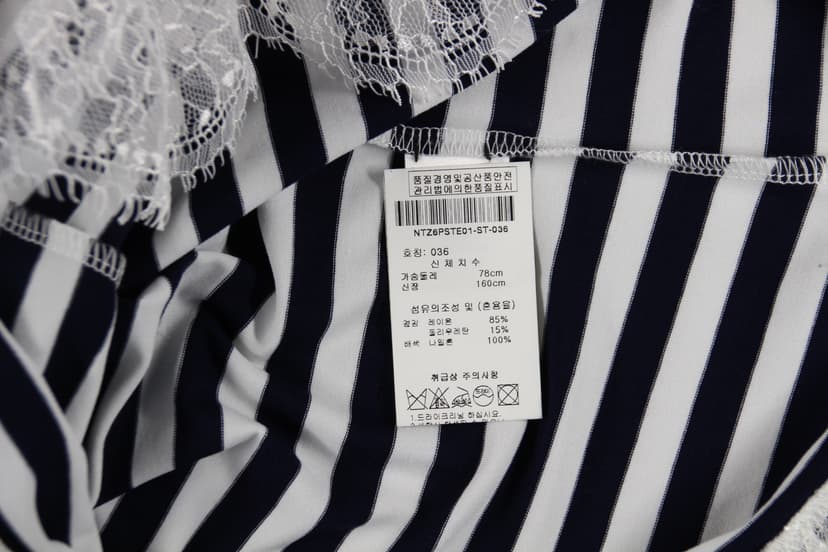 품질경영및공산품안전
관리법에의한품질표시
NTZ6PSTE01-ST-036
호칭: 036
신 체 치 수
가슴둘레 78cm
신장 160cm
섬유의조성 및 (혼용율)
겉감 레이온 85%
폴리우레탄 15%
배색 나일론 100%
취급상 주의사항
1.드라이크리닝 하십시요.